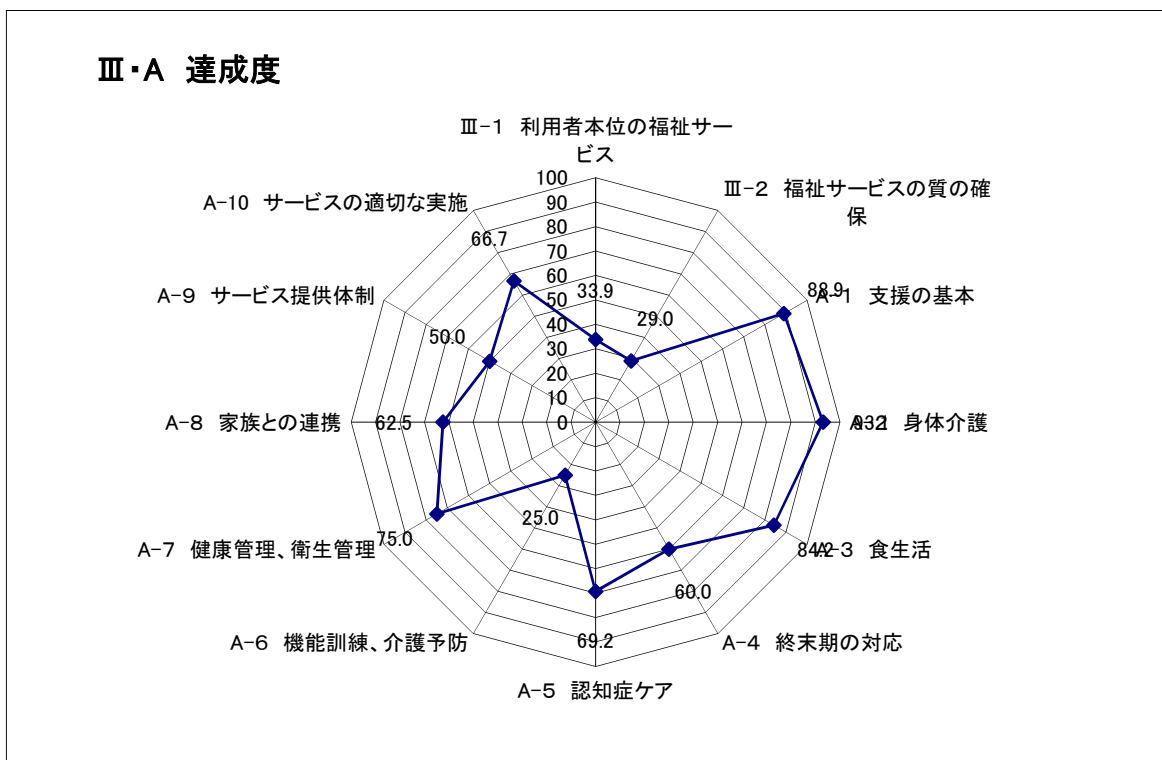 Ⅲ・A 達成度
Ⅲ-1 利用者本位の福祉サー
ビス
Ⅲ-2 福祉サービスの質の確
保
A-1 支援の基本
A-2 身体介護
A-3 食生活
A-4 終末期の対応
A-5 認知症ケア
A-6 機能訓練、介護予防
A-7 健康管理、衛生管理
A-8 家族との連携
A-9 サービス提供体制
A-10 サービスの適切な実施
100
90
80
70
60
50
40
30
20
10
0
33.9
29.0
88.9
84.2
60.0
69.2
25.0
75.0
62.5
50.0
66.7